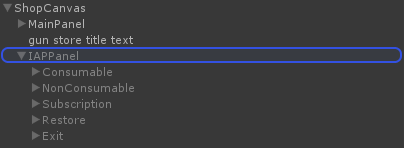 ShopCanvas
MainPanel
gun store title text
IAPPanel
Consumable
NonConsumable
Subscription
Restore
Exit